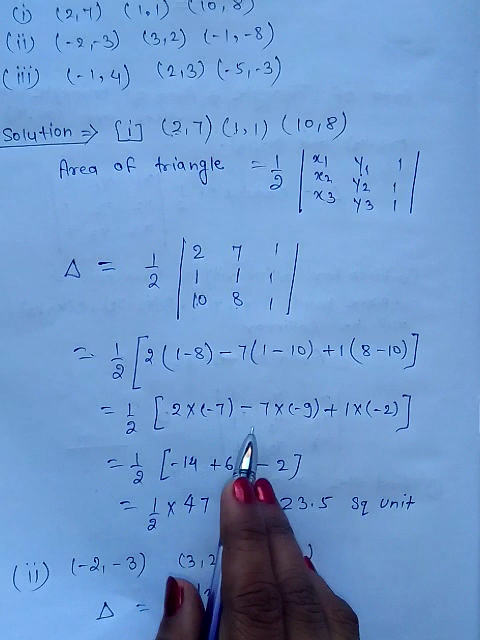 (i) (2,7) (1,1) (10,8)
(ii) (-2,-3) (3,2) (-1,-8)
(iii) (-1,4) (2,3) (-5,-3)
Solution ⇒ [i] (2,7) (1,1) (10,8)
Area of triangle = 1/2 | x1 y1 1
x2 y2 1
x3 y3 1 |
Δ = 1/2 | 2 7 1
1 1 1
10 8 1 |
= 1/2 [2(1-8) - 7(1-10) + 1(8-10)]
= 1/2 [2×(-7) - 7×(-9) + 1×(-2)]
= 1/2 [-14 + 6 - 2]
= 1/2 × 47 23.5 sq unit
(ii) (-2,-3) (3,2 )
Δ =